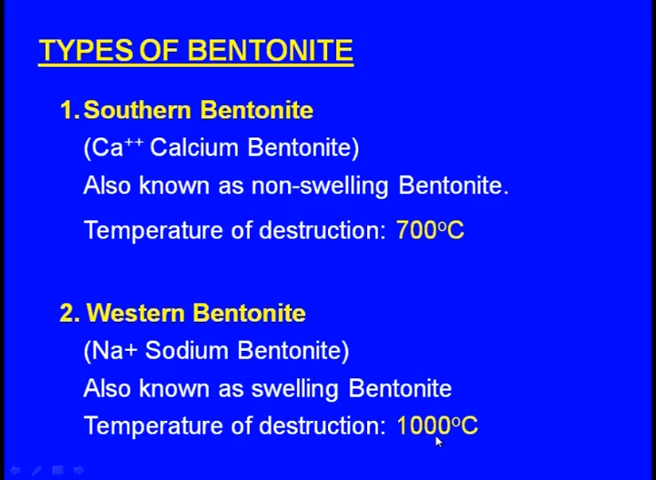 TYPES OF BENTONITE
1. Southern Bentonite
(Ca⁺⁺ Calcium Bentonite)
Also known as non-swelling Bentonite.
Temperature of destruction: 700ºC
2. Western Bentonite
(Na+ Sodium Bentonite)
Also known as swelling Bentonite
Temperature of destruction: 1000ºC